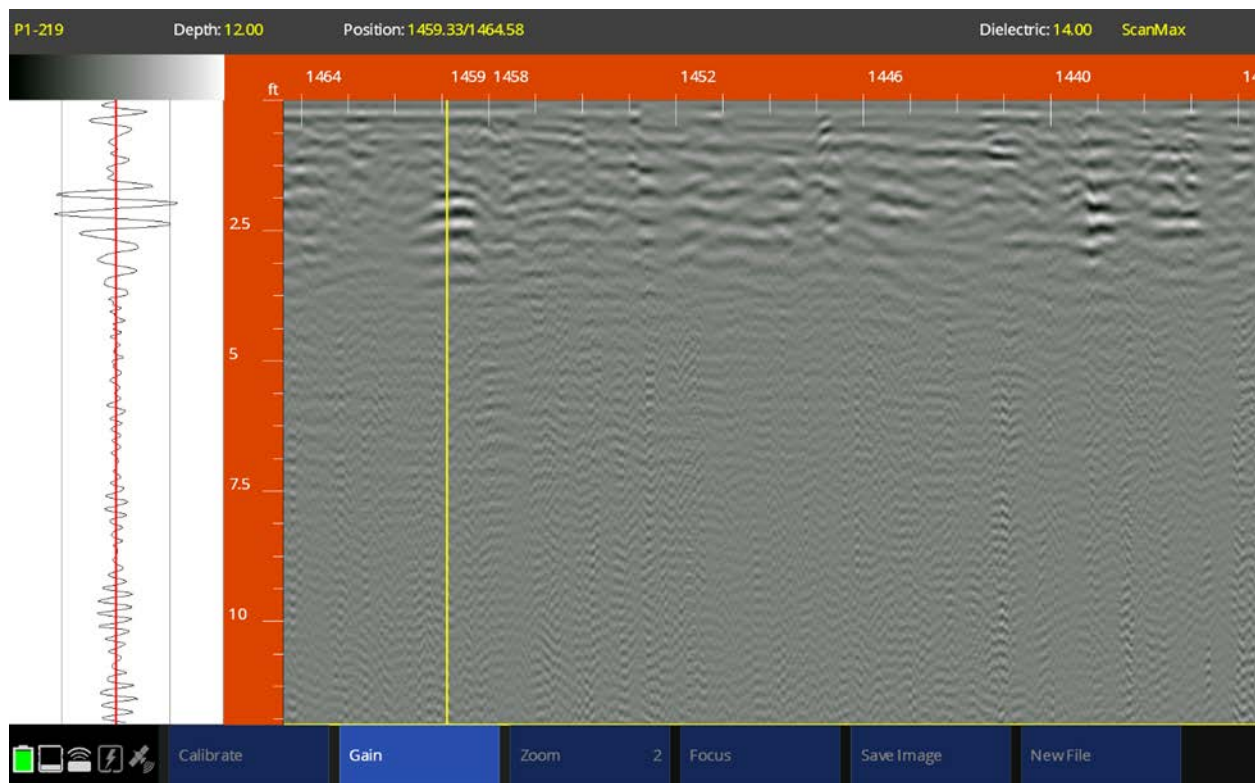 P1-219 Depth: 12.00 Position: 1459.33/1464.58 Dielectric: 14.00 ScanMax
ft 1464 1459 1458 1452 1446 1440
2.5
5
7.5
10
Calibrate Gain Zoom 2 Focus Save Image New File